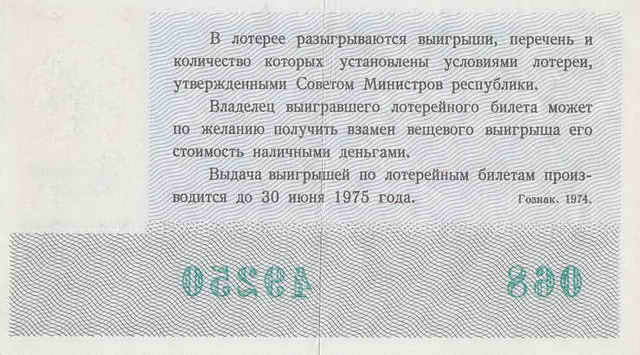 В лотерее разыгрываются выигрыши, перечень и
количество которых установлены условиями лотереи,
утвержденными Советом Министров республики.
Владелец выигравшего лотерейного билета может
по желанию получить взамен вещевого выигрыша его
стоимость наличными деньгами.
Выдача выигрышей по лотерейным билетам произ-
водится до 30 июня 1975 года. Гознак. 1974.
49250 068